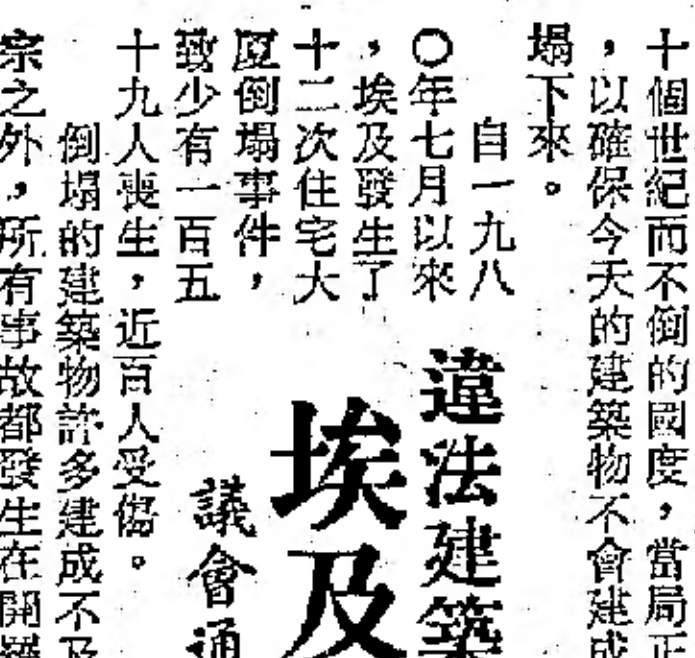 十個世紀而不倒的國度，當局正
，以確保今天的建築物不會建成
塌下來。
自一九八
〇年七月以來
，埃及發生了
十二次住宅大
廈倒塌事件，
致少有一百五
十九人喪生，近百人受傷。
倒塌的建築物許多建成不及
宗之外，所有事故都發生在開羅
違法建築
埃及
議會通